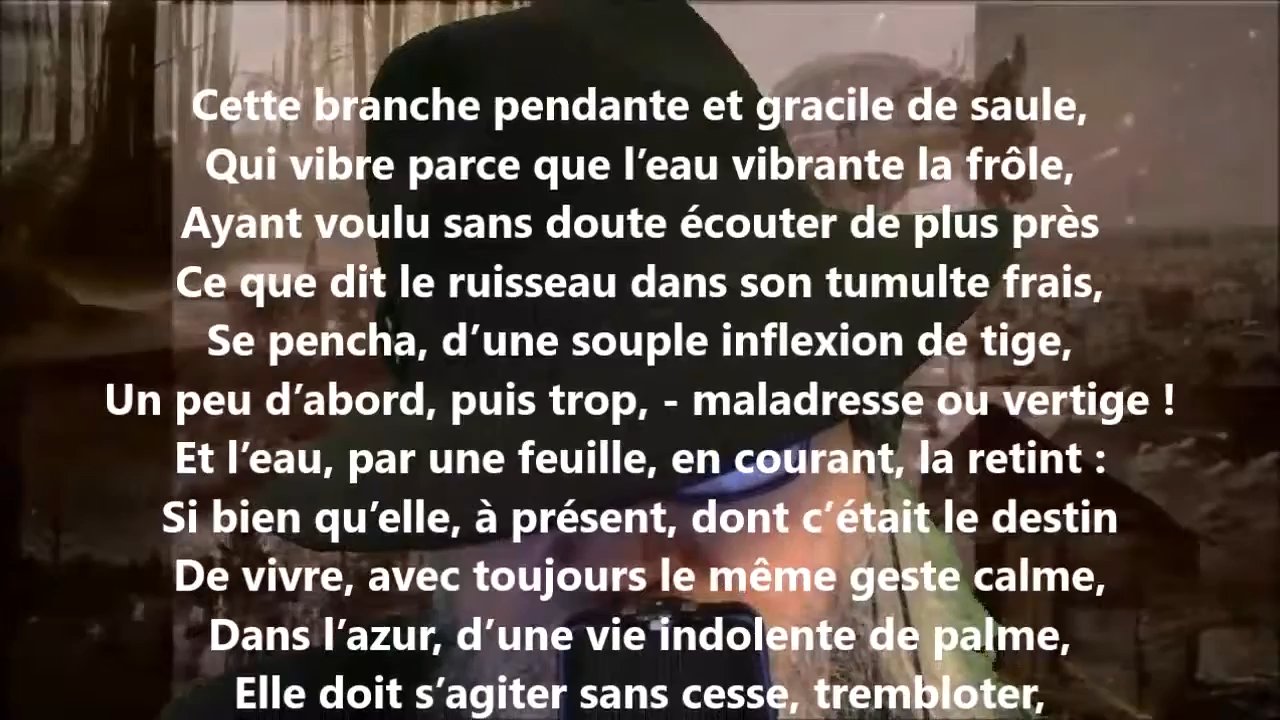 Cette branche pendante et gracile de saule,
Qui vibre parce que l’eau vibrante la frôle,
Ayant voulu sans doute écouter de plus près
Ce que dit le ruisseau dans son tumulte frais,
Se pencha, d’une souple inflexion de tige,
Un peu d’abord, puis trop, - maladresse ou vertige !
Et l’eau, par une feuille, en courant, la retint :
Si bien qu’elle, à présent, dont c’était le destin
De vivre, avec toujours le même geste calme,
Dans l’azur, d’une vie indolente de palme,
Elle doit s’agiter sans cesse, trembloter,